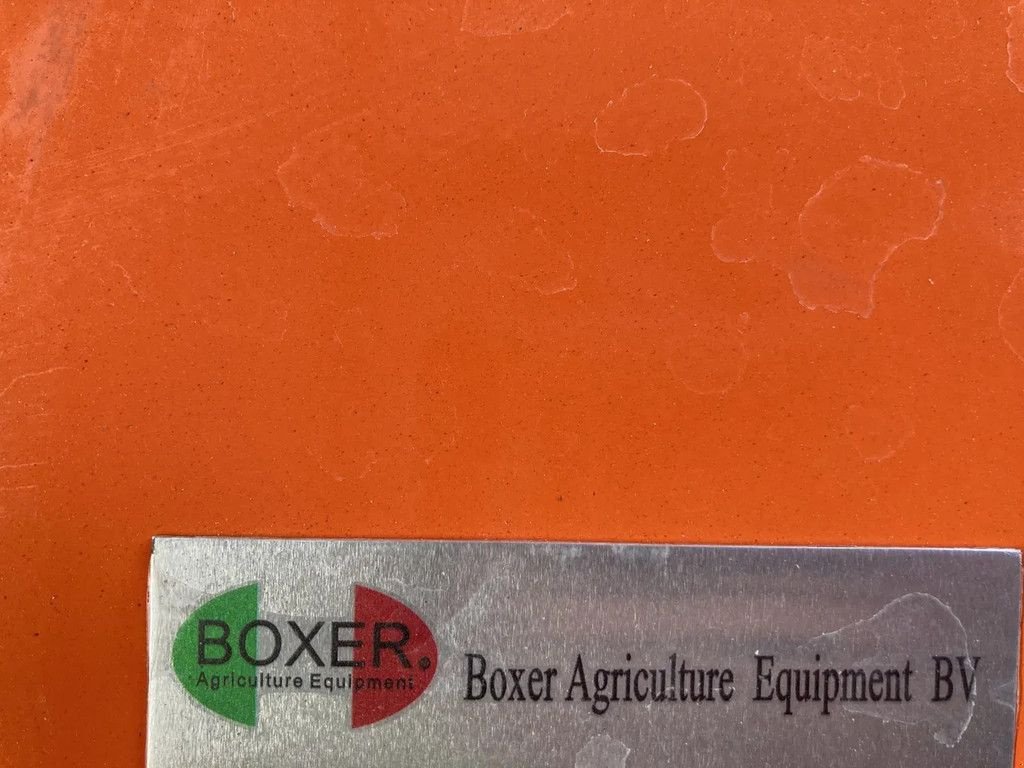 BOXER.
Agriculture Equipment
Boxer Agriculture Equipment BV